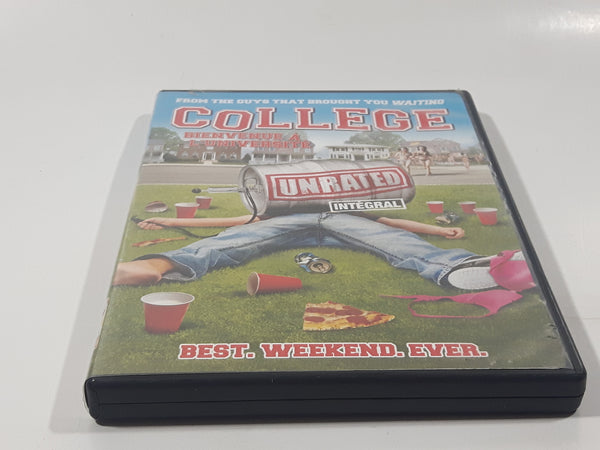 FROM THE GUYS THAT BROUGHT YOU WAITING
COLLEGE
BIENVENUE À
L'UNIVERSITÉ
UNRATED
INTÉGRAL
BEST. WEEKEND. EVER.